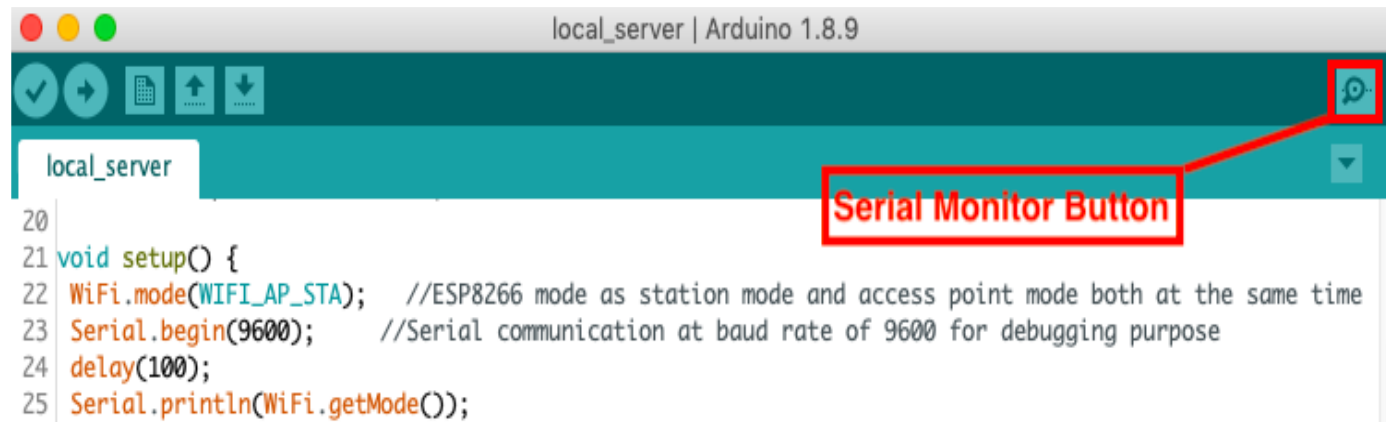 local_server | Arduino 1.8.9
local_server
Serial Monitor Button
20
21 void setup() {
22 WiFi.mode(WIFI_AP_STA);   //ESP8266 mode as station mode and access point mode both at the same time
23 Serial.begin(9600);     //Serial communication at baud rate of 9600 for debugging purpose
24 delay(100);
25 Serial.println(WiFi.getMode());